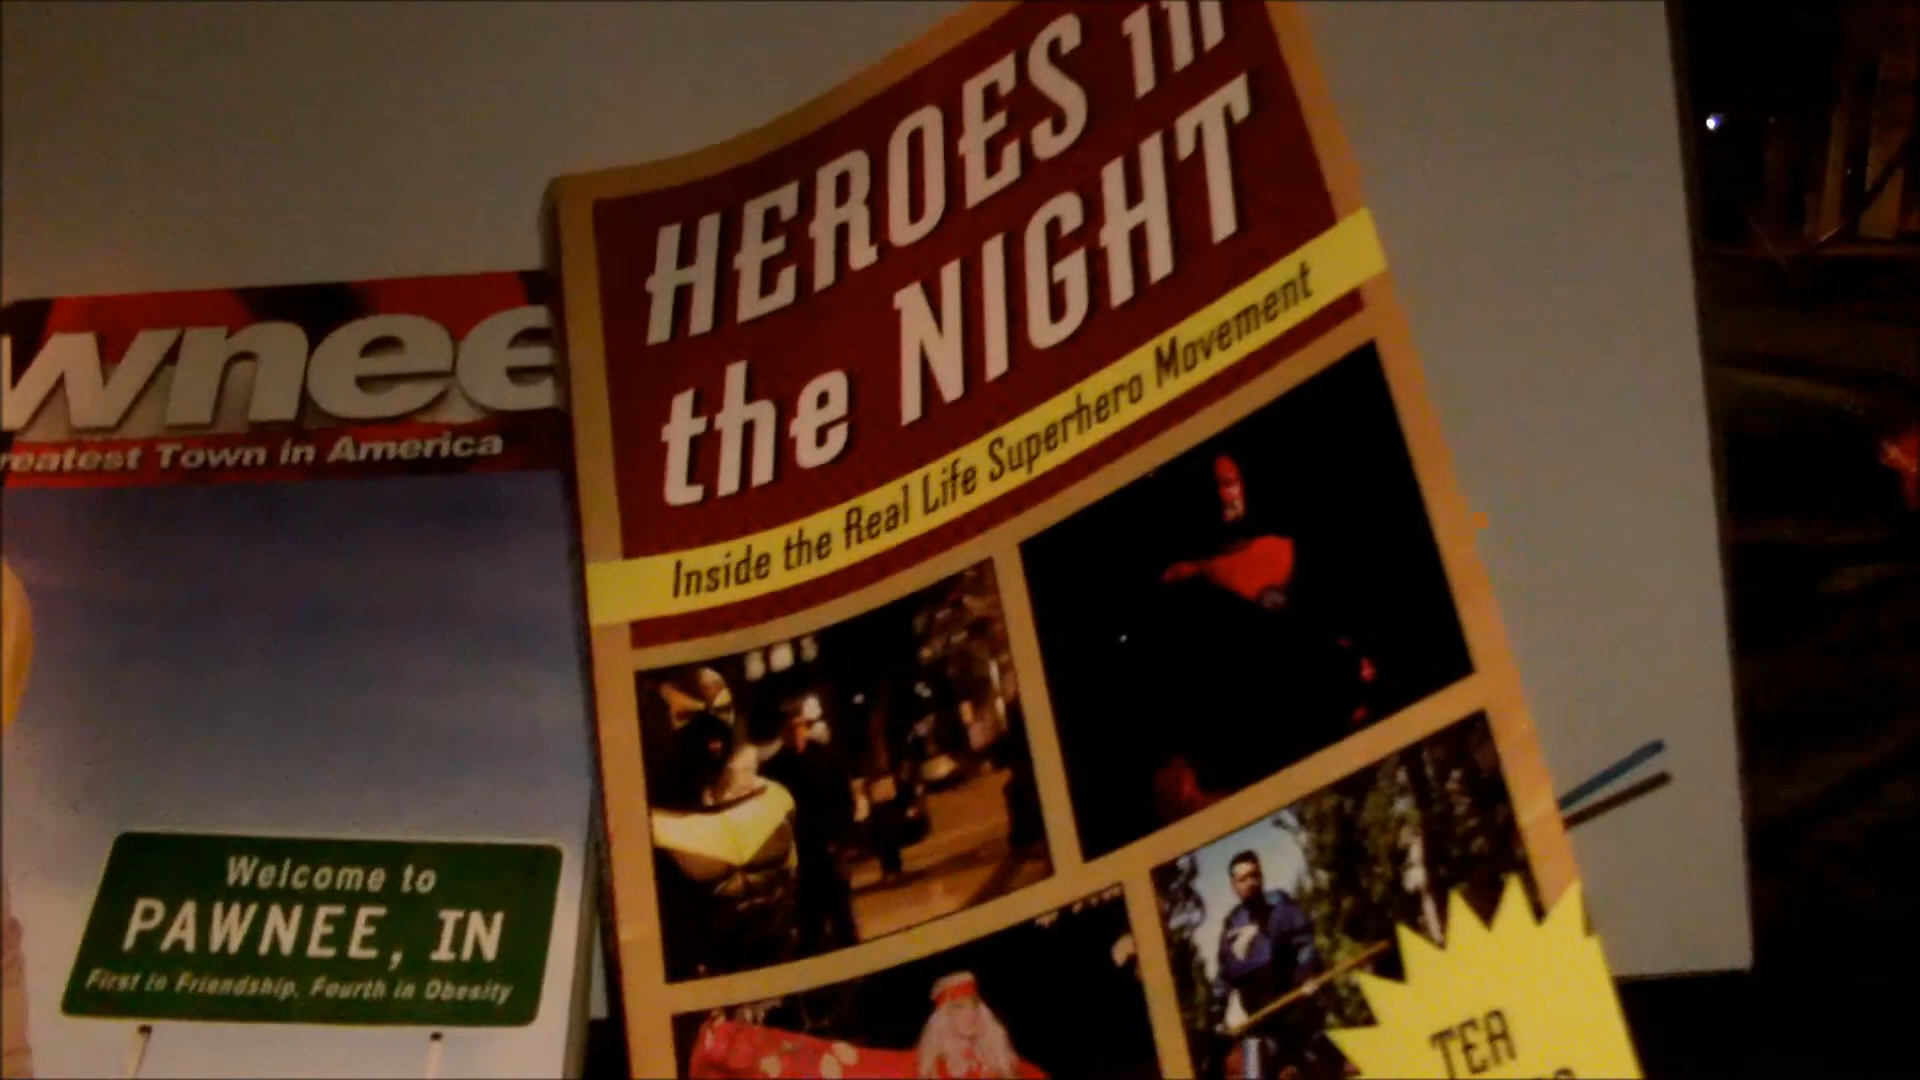 wnee
reatest Town in America
Welcome to
PAWNEE, IN
First in Friendship, Fourth in Obesity
HEROES in
the NIGHT
Inside the Real Life Superhero Movement
TEA